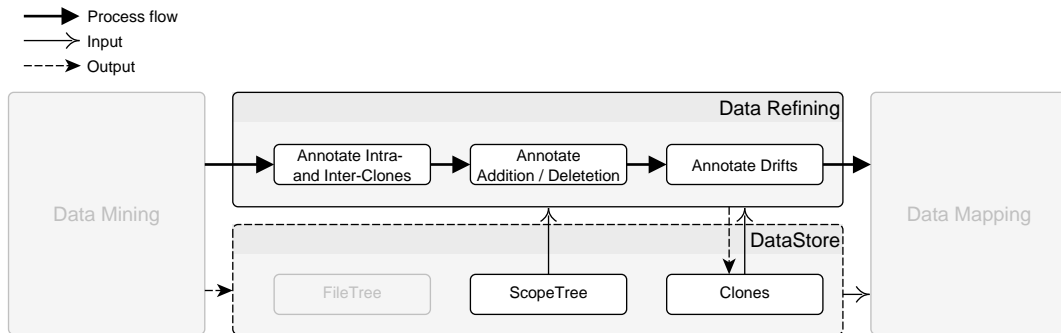 Process flow
Input
Output
Data Mining
Data Refining
Annotate Intra-
and Inter-Clones
Annotate
Addition / Deletetion
Annotate Drifts
DataStore
FileTree
ScopeTree
Clones
Data Mapping